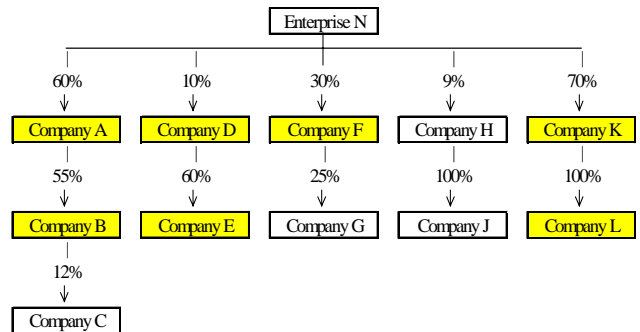 Enterprise N
60% 10% 30% 9% 70%
Company A Company D Company F Company H Company K
55% 60% 25% 100% 100%
Company B Company E Company G Company J Company L
12%
Company C